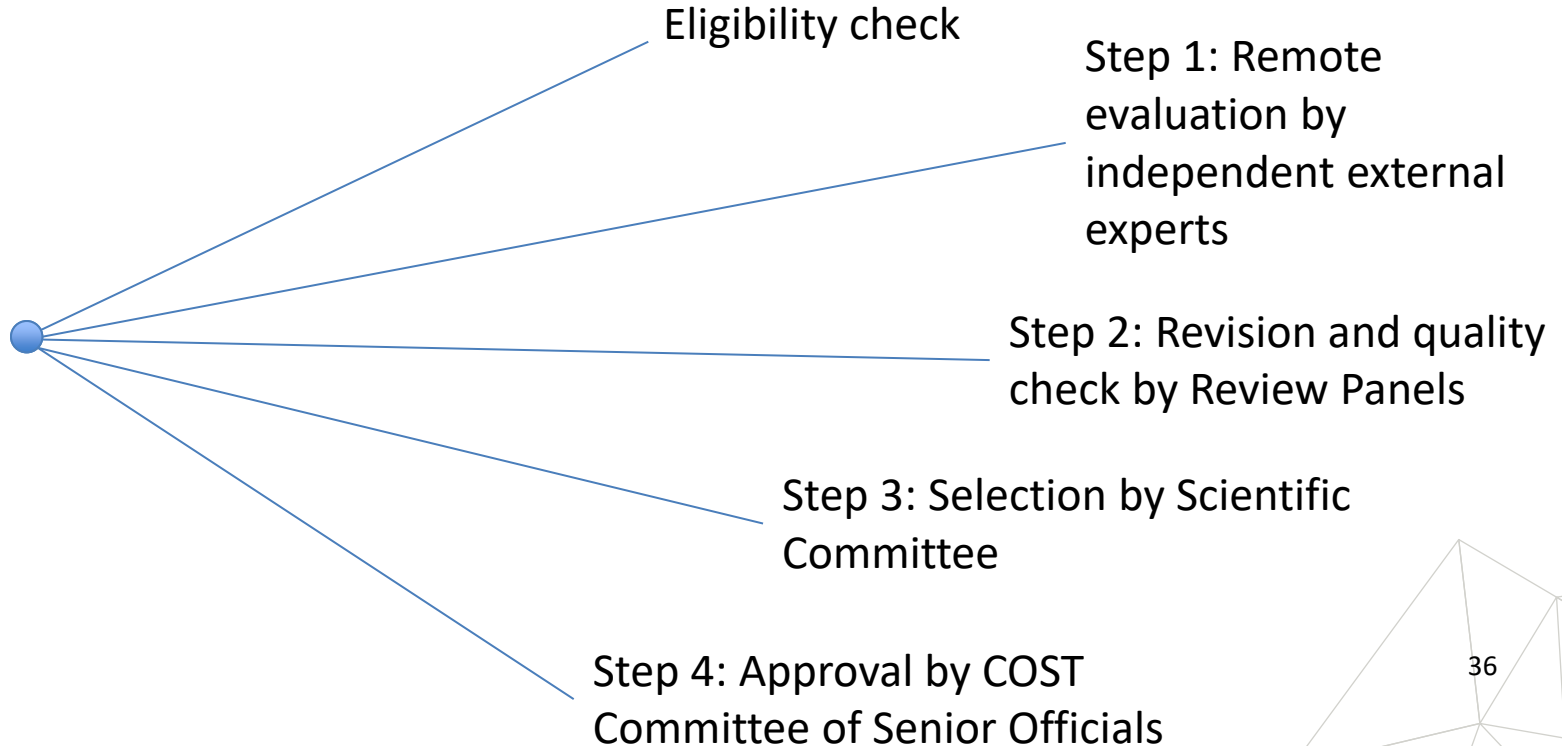 Eligibility check
Step 1: Remote
evaluation by
independent external
experts
Step 2: Revision and quality
check by Review Panels
Step 3: Selection by Scientific
Committee
Step 4: Approval by COST
Committee of Senior Officials
36